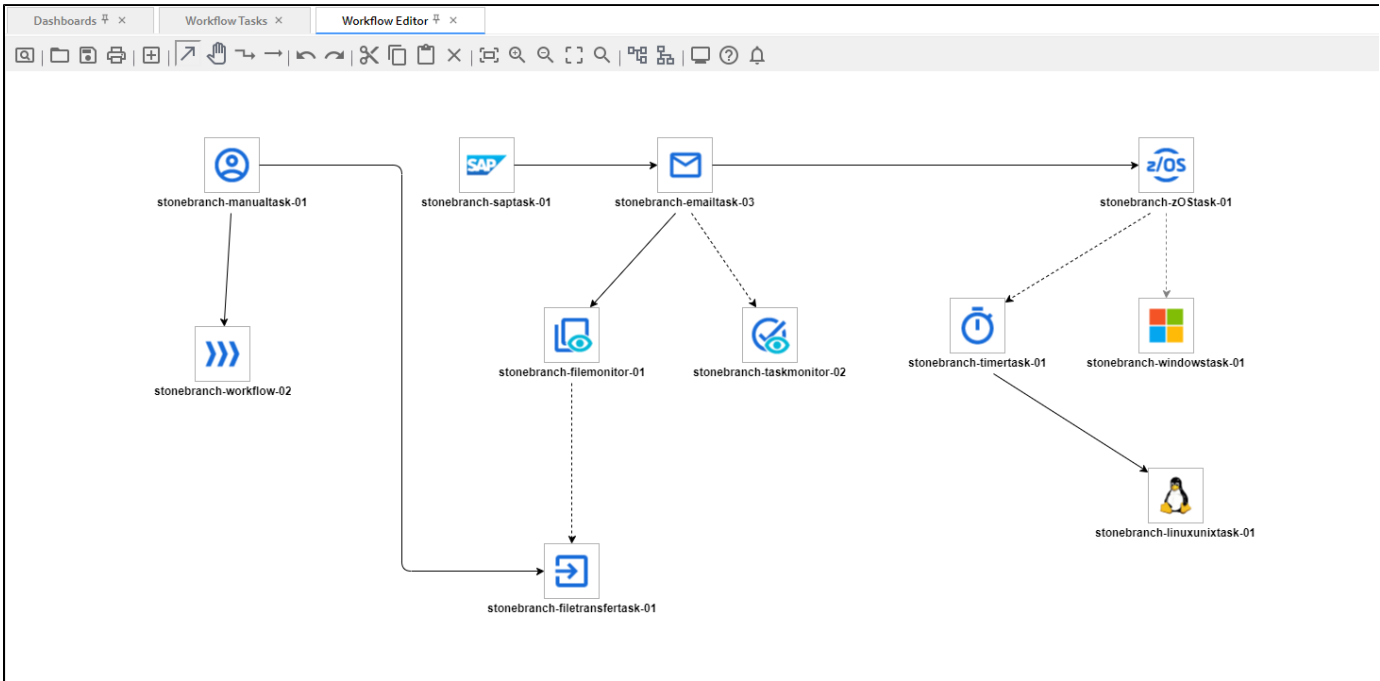 Dashboards
Workflow Tasks
Workflow Editor
SAP
z/OS
stonebranch-manualtask-01
stonebranch-saptask-01
stonebranch-emailtask-03
stonebranch-zOStask-01
stonebranch-workflow-02
stonebranch-filemonitor-01
stonebranch-taskmonitor-02
stonebranch-timertask-01
stonebranch-windowstask-01
stonebranch-linuxunixtask-01
stonebranch-filetransfertask-01